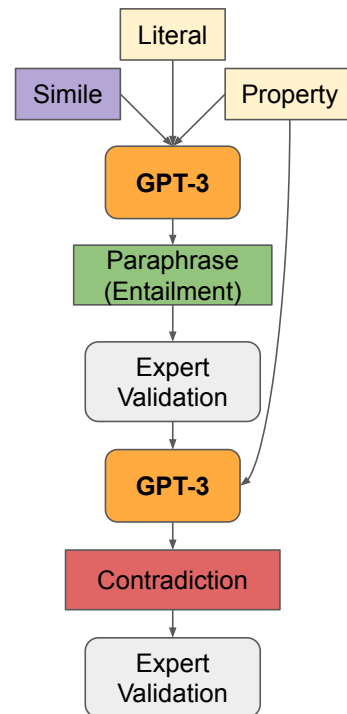 Literal
Simile
Property
GPT-3
Paraphrase
(Entailment)
Expert
Validation
GPT-3
Contradiction
Expert
Validation